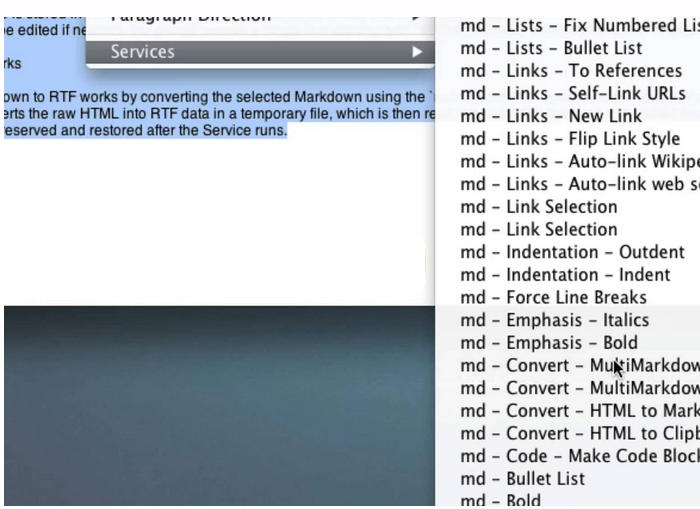 Paragraph Direction
be edited if ne
Services
rks
own to RTF works by converting the selected Markdown using the `
erts the raw HTML into RTF data in a temporary file, which is then re
eserved and restored after the Service runs.
md - Lists - Fix Numbered Lis
md - Lists - Bullet List
md - Links - To References
md - Links - Self-Link URLs
md - Links - New Link
md - Links - Flip Link Style
md - Links - Auto-link Wikipe
md - Links - Auto-link web se
md - Link Selection
md - Link Selection
md - Indentation - Outdent
md - Indentation - Indent
md - Force Line Breaks
md - Emphasis - Italics
md - Emphasis - Bold
md - Convert - MultiMarkdow
md - Convert - MultiMarkdow
md - Convert - HTML to Mark
md - Convert - HTML to Clipb
md - Code - Make Code Block
md - Bullet List
md - Bold